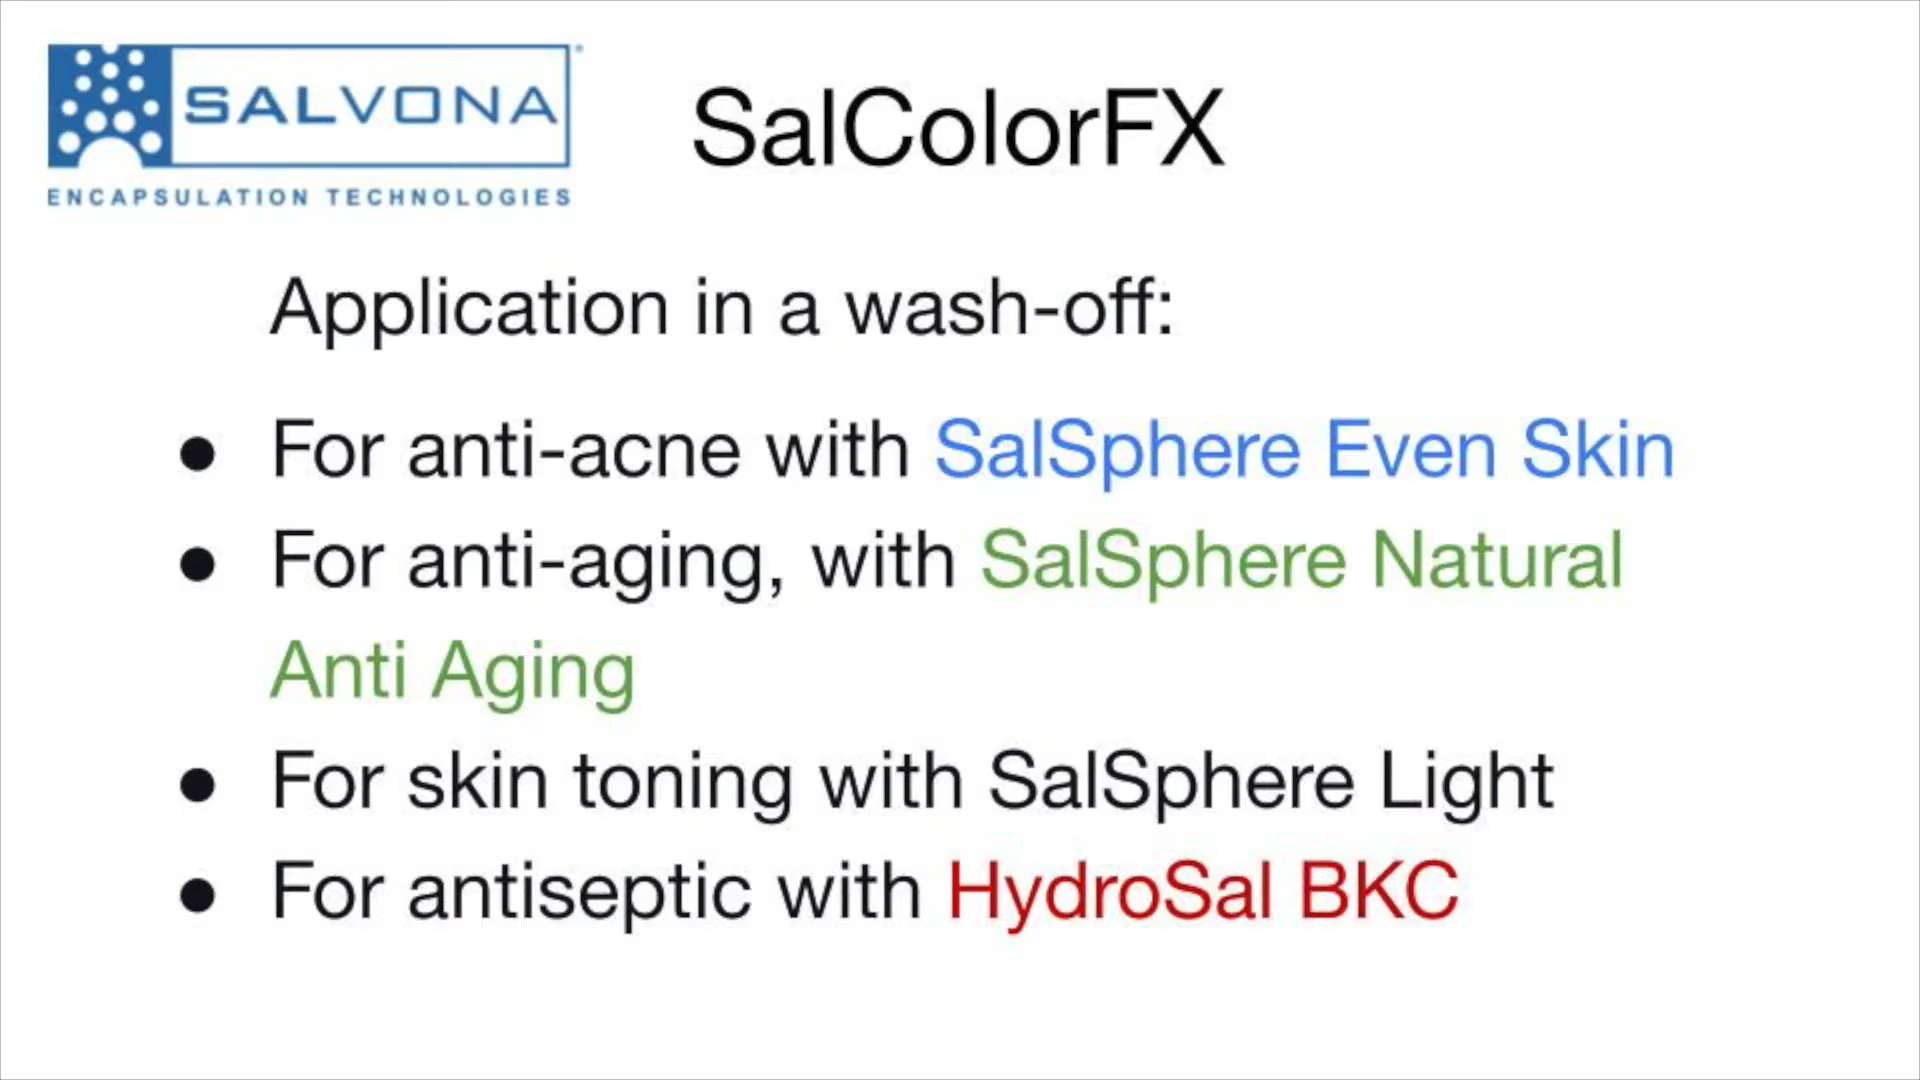 SALVONA
ENCAPSULATION TECHNOLOGIES
SalColorFX
Application in a wash-off:
● For anti-acne with SalSphere Even Skin
● For anti-aging, with SalSphere Natural
Anti Aging
● For skin toning with SalSphere Light
● For antiseptic with HydroSal BKC